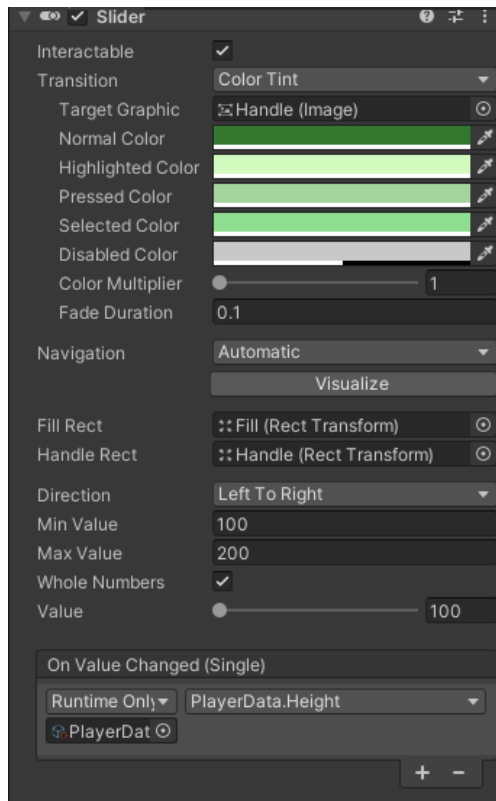 Slider
Interactable
Transition Color Tint
Target Graphic Handle (Image)
Normal Color
Highlighted Color
Pressed Color
Selected Color
Disabled Color
Color Multiplier 1
Fade Duration 0.1
Navigation Automatic
Visualize
Fill Rect Fill (Rect Transform)
Handle Rect Handle (Rect Transform)
Direction Left To Right
Min Value 100
Max Value 200
Whole Numbers
Value 100
On Value Changed (Single)
Runtime Only PlayerData.Height
PlayerDat
+ −